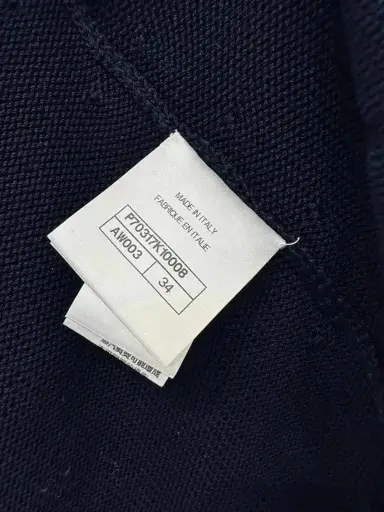 MADE IN ITALY
FABRIQUE EN ITALIE
P70317K10008
AW003 34